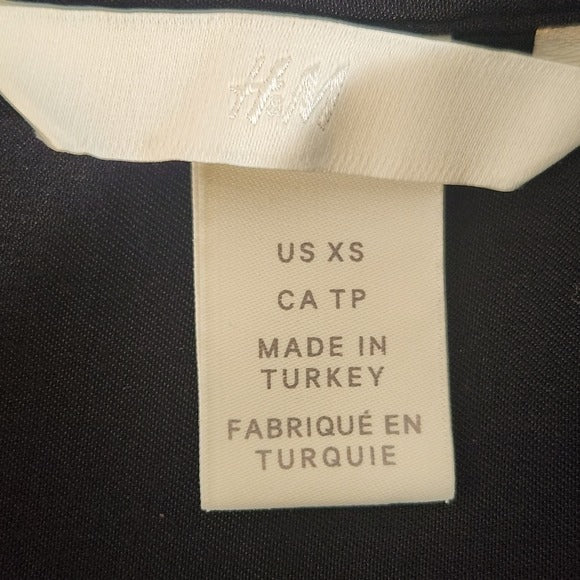 H&M
US XS
CA TP
MADE IN
TURKEY
FABRIQUÉ EN
TURQUIE